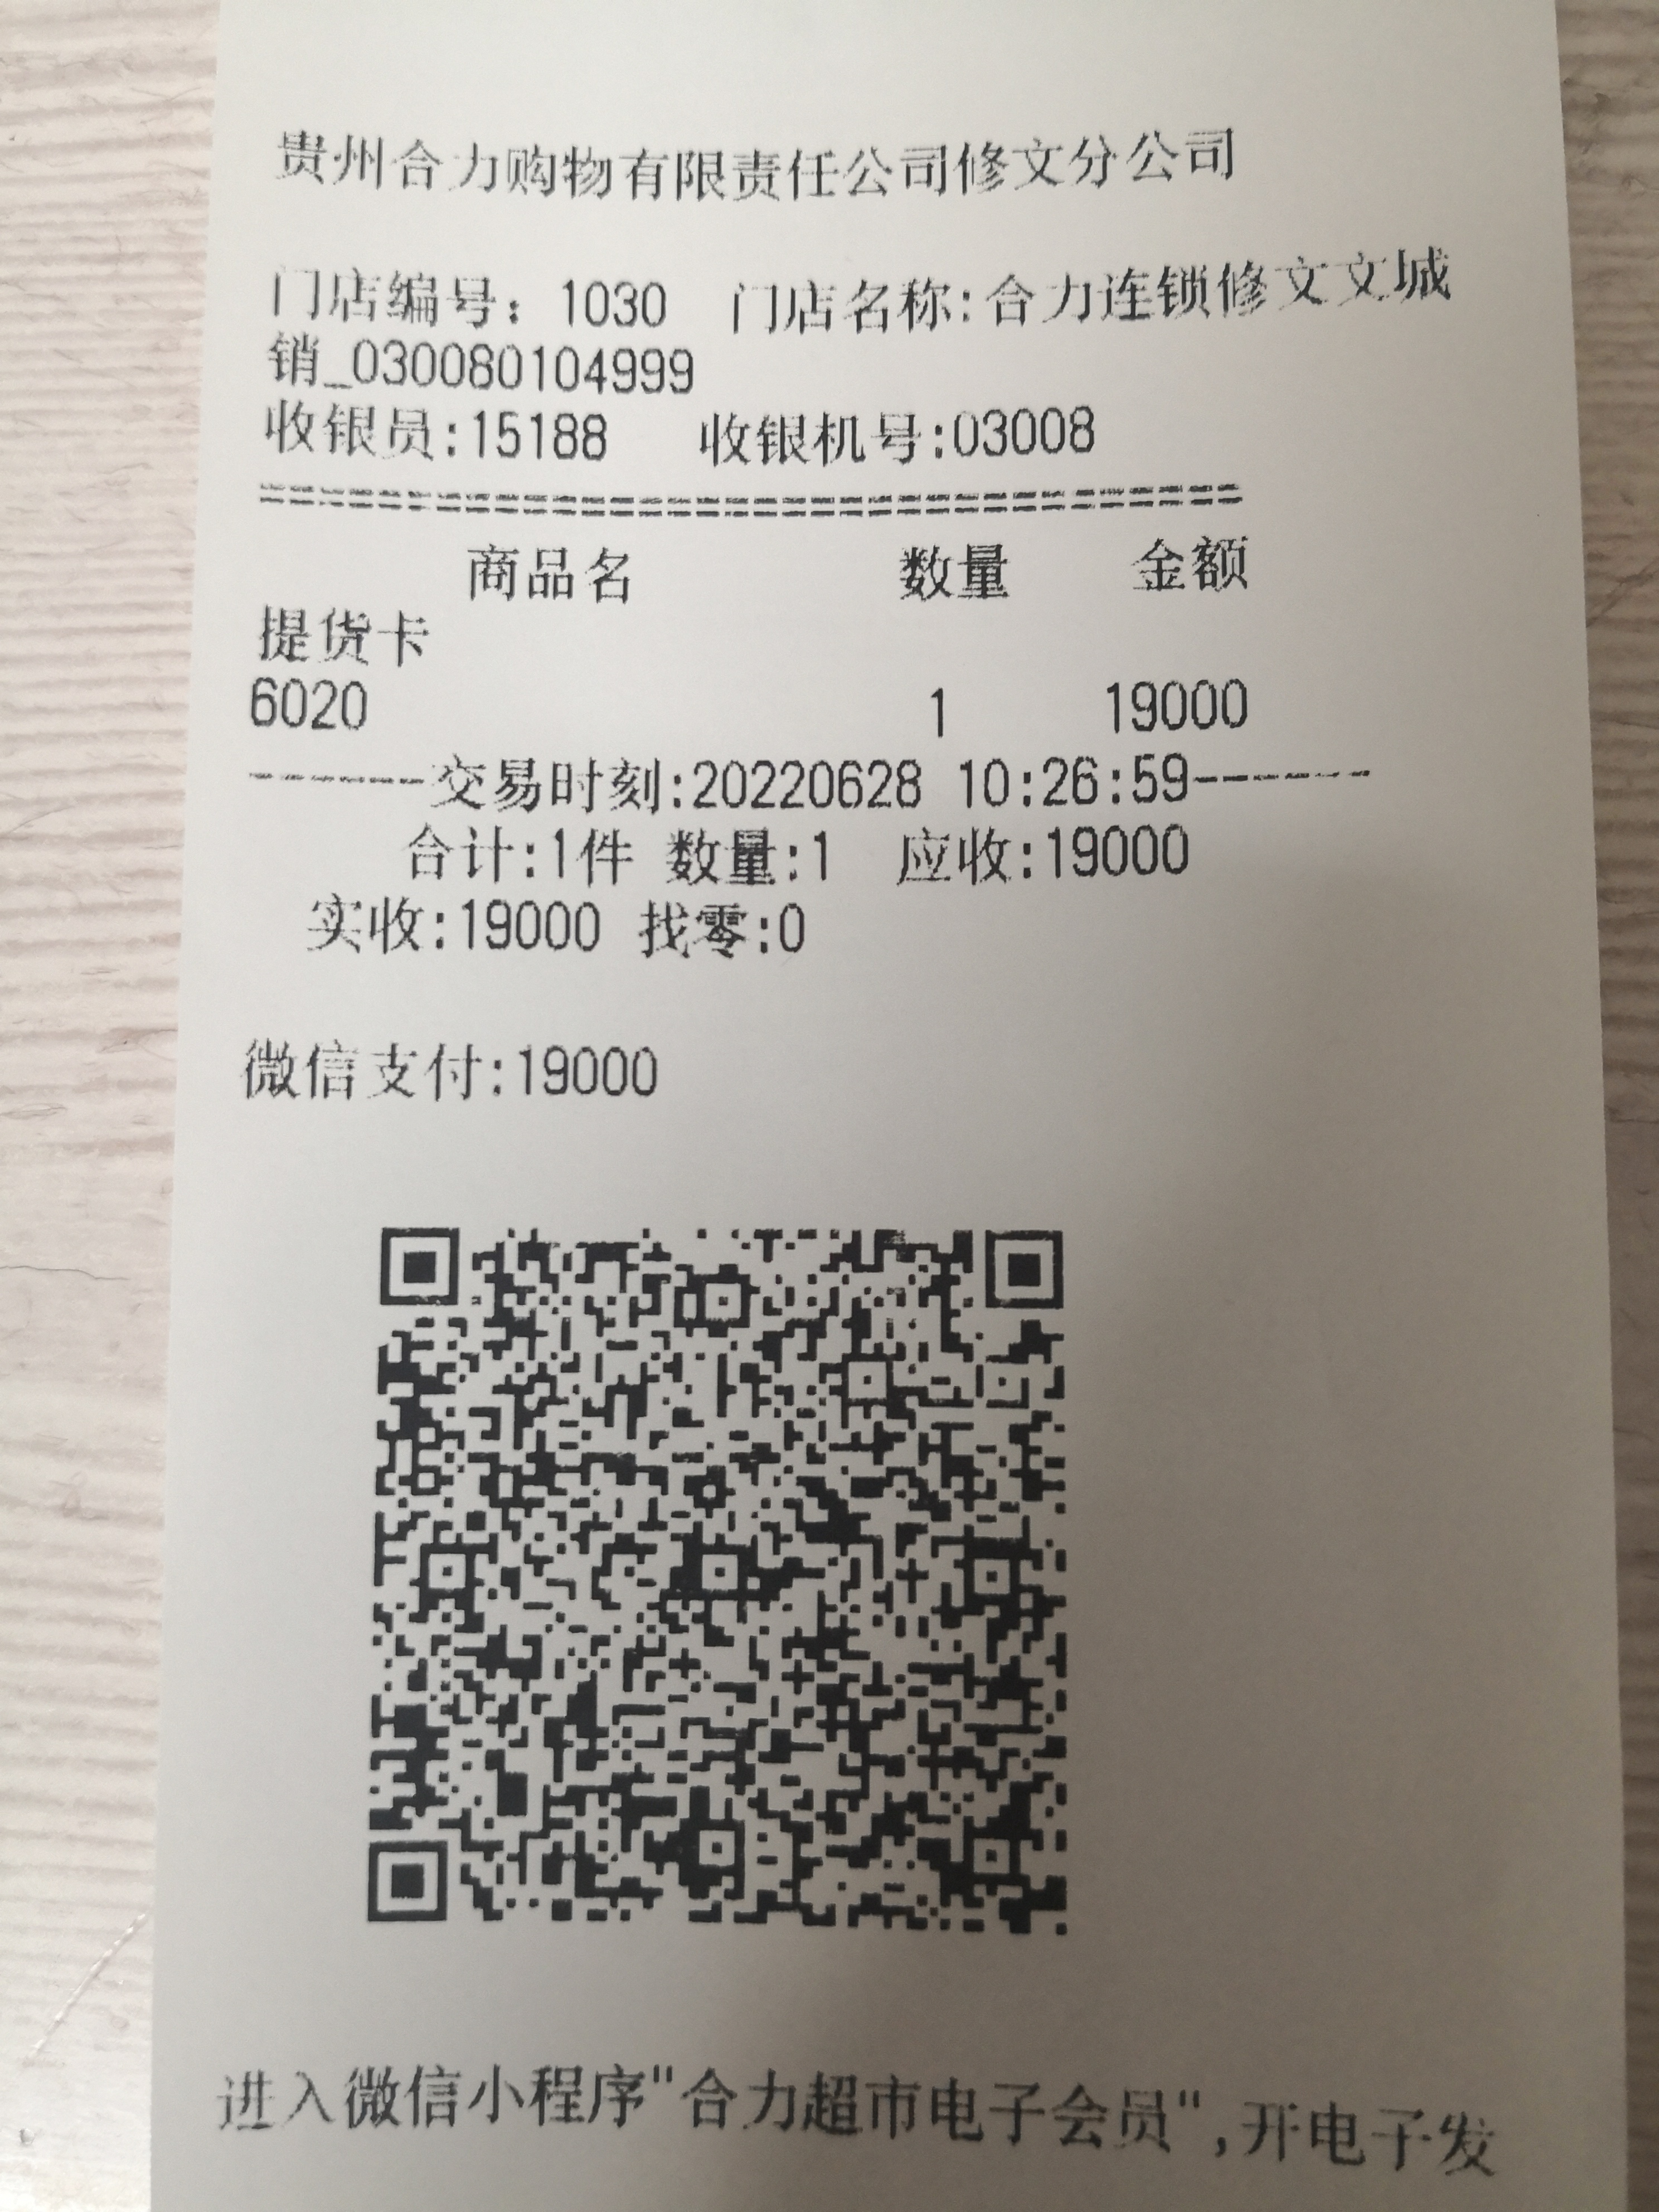 贵州合力购物有限责任公司修文分公司
门店编号：1030 门店名称:合力连锁修文文城
销_030080104999
收银员:15188 收银机号:03008
==================================
商品名 数量 金额
提货卡
6020 1 19000
-------交易时刻:20220628 10:26:59-------
合计:1件 数量:1 应收:19000
实收:19000 找零:0
微信支付:19000
进入微信小程序"合力超市电子会员",开电子发